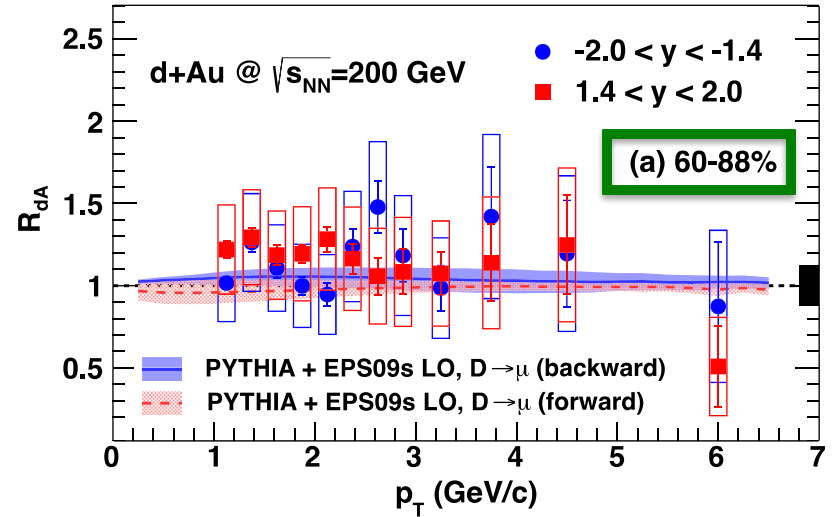 2.5
2
1.5
1
0.5
R_dA
d+Au @ √s_NN=200 GeV
-2.0 < y < -1.4
1.4 < y < 2.0
(a) 60-88%
PYTHIA + EPS09s LO, D→μ (backward)
PYTHIA + EPS09s LO, D→μ (forward)
0 1 2 3 4 5 6 7
p_T (GeV/c)